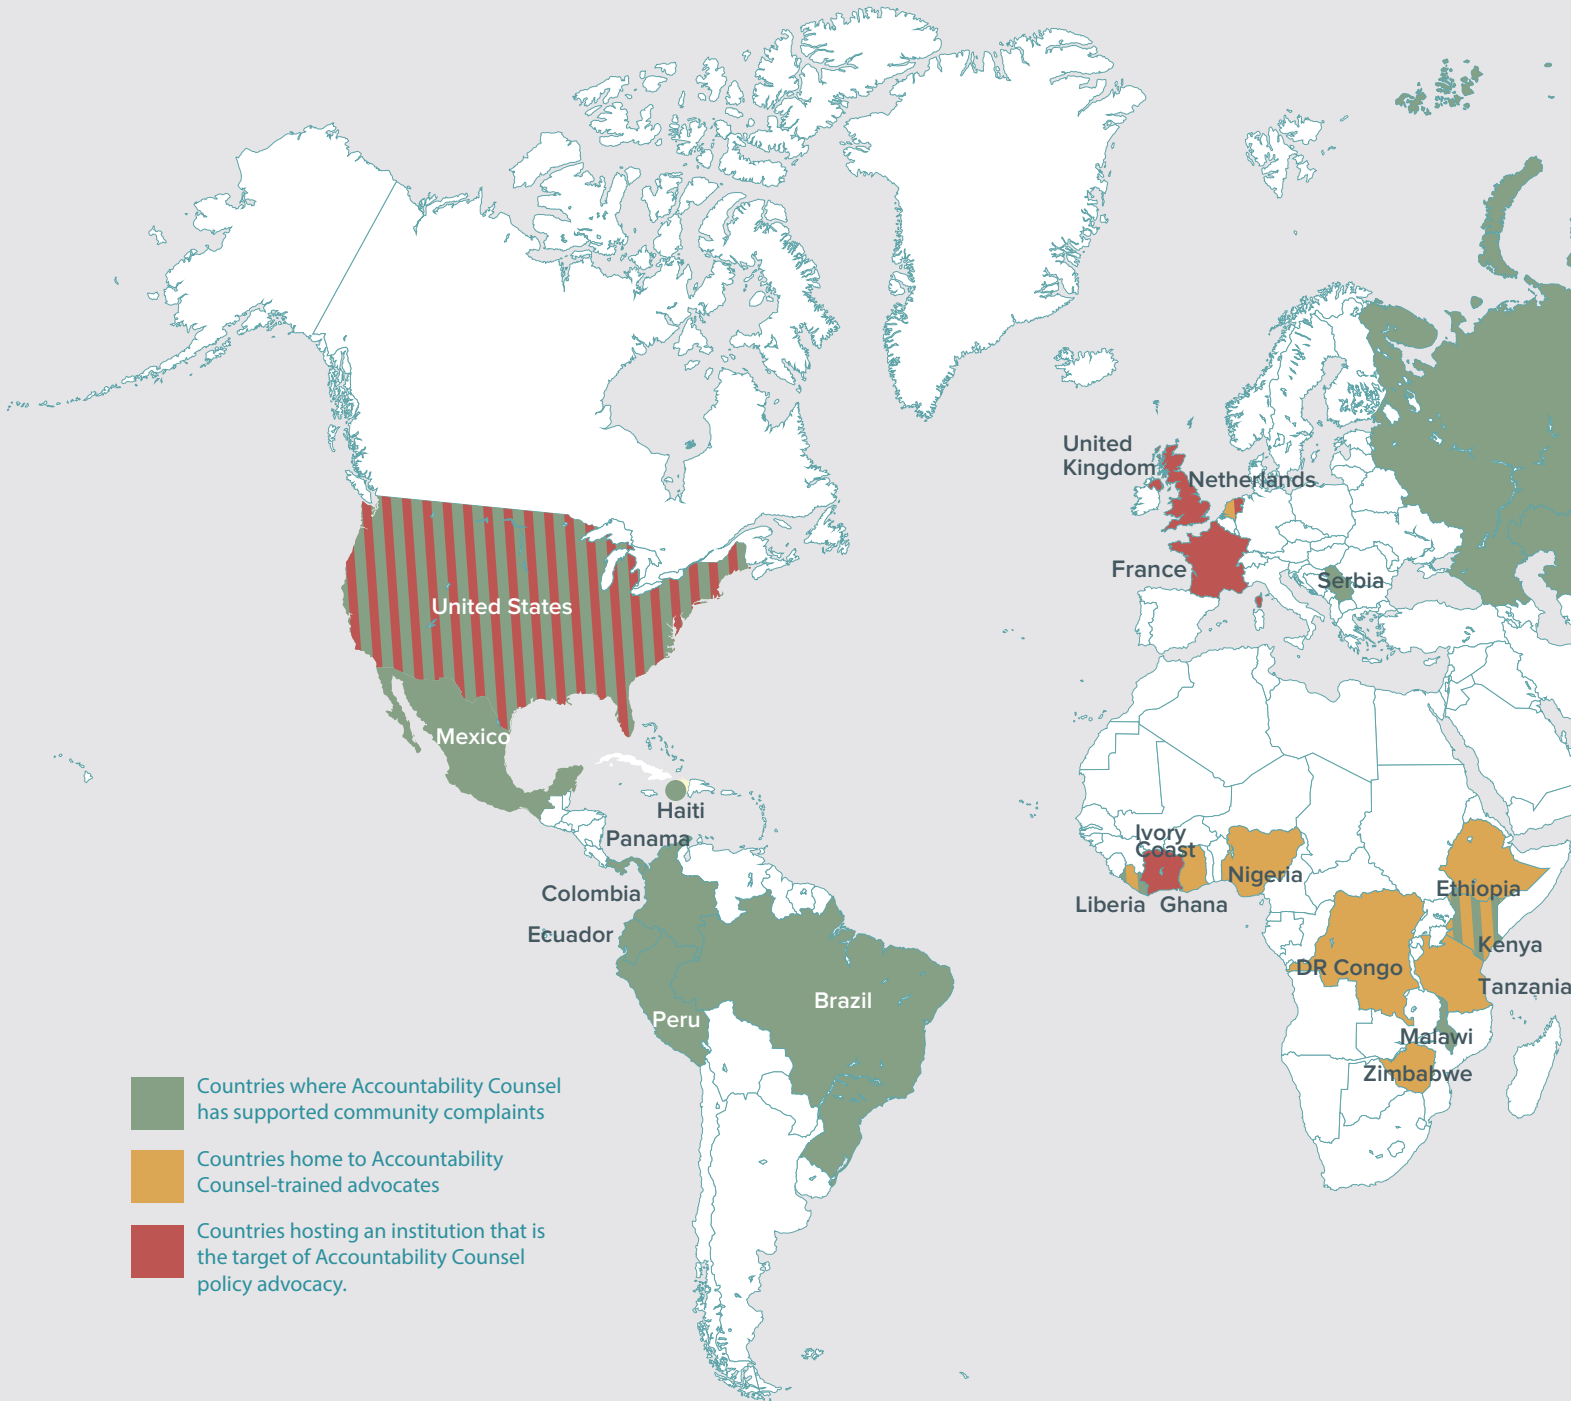 United
Kingdom
Netherlands
France
Serbia
United States
Mexico
Haiti
Panama
Colombia
Ecuador
Brazil
Peru
Ivory
Coast
Nigeria
Liberia
Ghana
Ethiopia
Kenya
DR Congo
Tanzania
Malawi
Zimbabwe
Countries where Accountability Counsel
has supported community complaints
Countries home to Accountability
Counsel-trained advocates
Countries hosting an institution that is
the target of Accountability Counsel
policy advocacy.